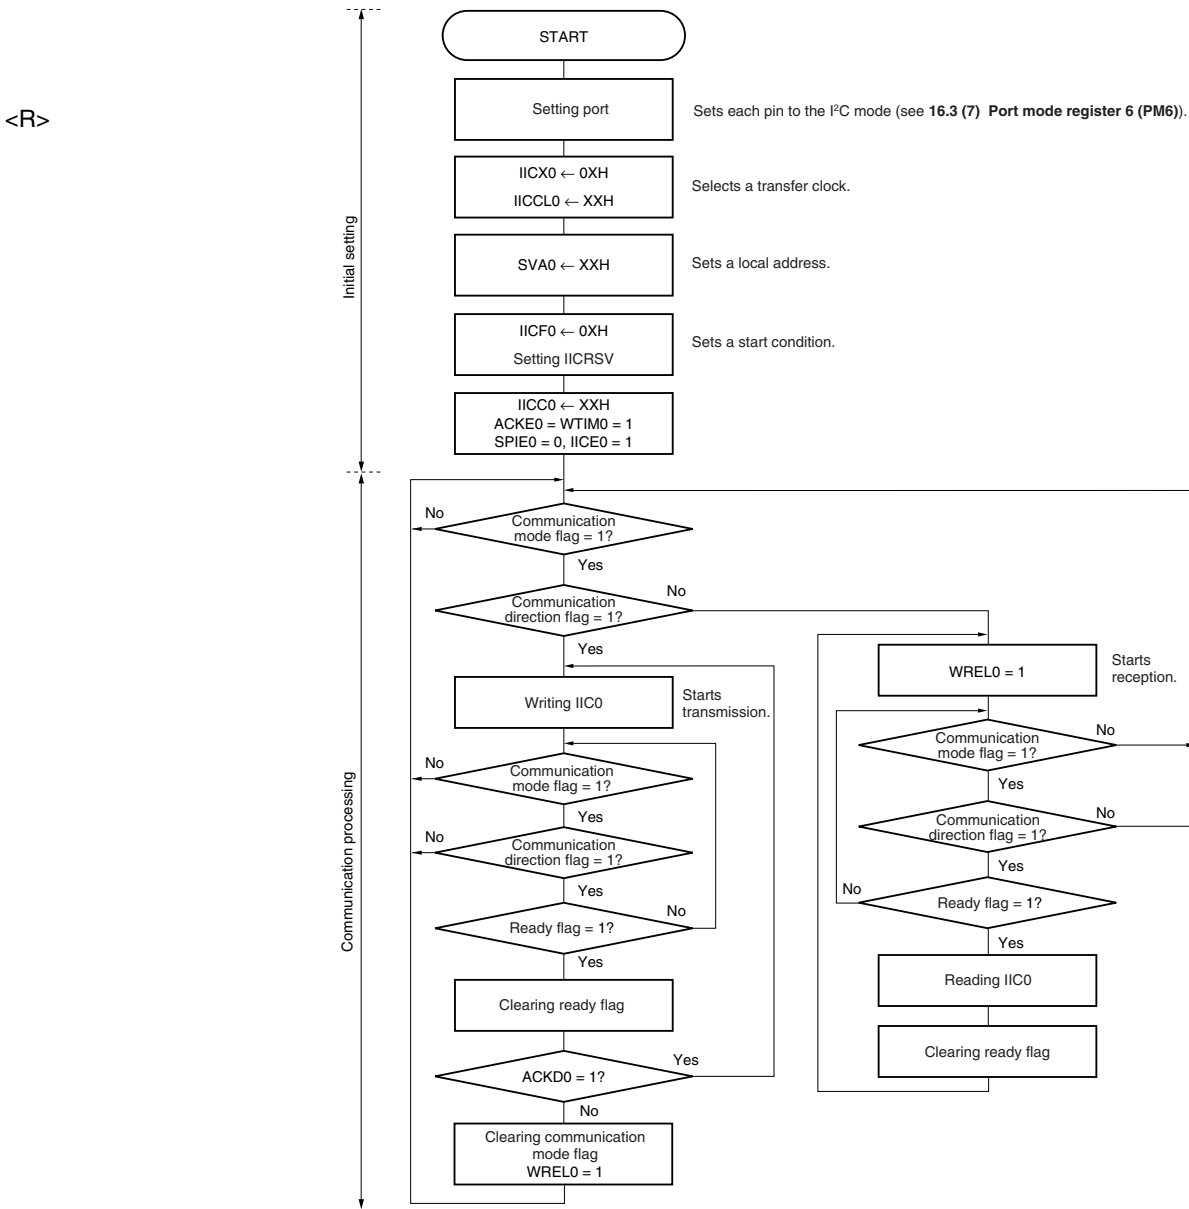 START
<R>
Setting port
Sets each pin to the I²C mode (see 16.3 (7) Port mode register 6 (PM6)).
IICX0 ← 0XH
IICCL0 ← XXH
Selects a transfer clock.
Initial setting
SVA0 ← XXH
Sets a local address.
IICF0 ← 0XH
Setting IICRSV
Sets a start condition.
IICC0 ← XXH
ACKE0 = WTIM0 = 1
SPIE0 = 0, IICE0 = 1
No
Communication
mode flag = 1?
Yes
Communication
direction flag = 1?
No
Yes
Writing IIC0
Starts
transmission.
No
Communication
mode flag = 1?
Yes
No
Communication
direction flag = 1?
Yes
Ready flag = 1?
No
Yes
Clearing ready flag
ACKD0 = 1?
Yes
No
Clearing communication
mode flag
WREL0 = 1
Communication processing
WREL0 = 1
Starts
reception.
Communication
mode flag = 1?
No
Yes
Communication
direction flag = 1?
No
Yes
No
Ready flag = 1?
Yes
Reading IIC0
Clearing ready flag